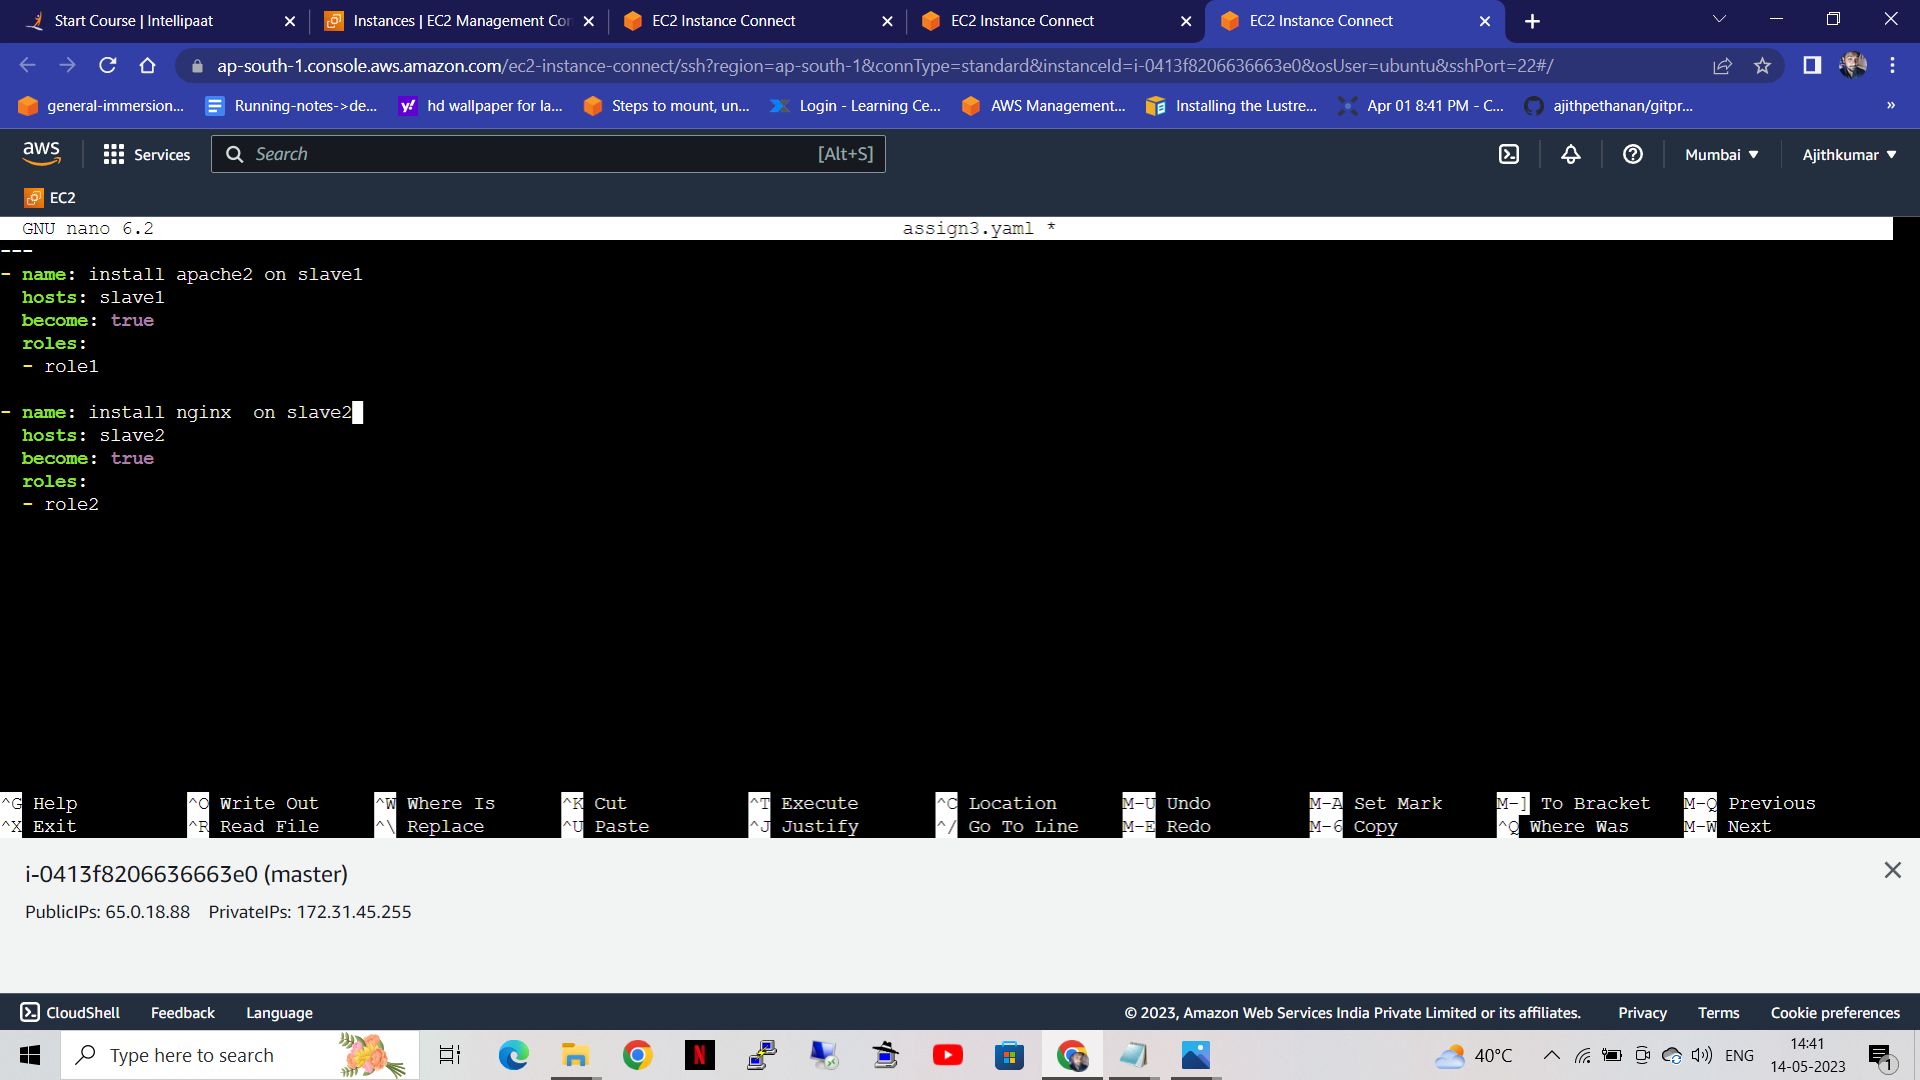 Start Course | Intellipaat
Instances | EC2 Management Con
EC2 Instance Connect
EC2 Instance Connect
EC2 Instance Connect
ap-south-1.console.aws.amazon.com/ec2-instance-connect/ssh?region=ap-south-1&connType=standard&instanceId=i-0413f8206636663e0&osUser=ubuntu&sshPort=22#/
general-immersion...
Running-notes->de...
y!
hd wallpaper for la...
Steps to mount, un...
Login - Learning Ce...
AWS Management...
Installing the Lustre...
Apr 01 8:41 PM - C...
ajithpethanan/gitpr...
»
aws
Services
Search
[Alt+S]
Mumbai
Ajithkumar
EC2
GNU nano 6.2
assign3.yaml *
---
- name: install apache2 on slave1
hosts: slave1
become: true
roles:
- role1
- name: install nginx  on slave2
hosts: slave2
become: true
roles:
- role2
^G Help
^O Write Out
^W Where Is
^K Cut
^T Execute
^C Location
M-U Undo
M-A Set Mark
M-] To Bracket
M-Q Previous
^X Exit
^R Read File
^\ Replace
^U Paste
^J Justify
^/ Go To Line
M-E Redo
M-6 Copy
^Q Where Was
M-W Next
i-0413f8206636663e0 (master)
PublicIPs: 65.0.18.88 PrivateIPs: 172.31.45.255
CloudShell
Feedback
Language
© 2023, Amazon Web Services India Private Limited or its affiliates.
Privacy
Terms
Cookie preferences
Type here to search
N
40°C
ENG
14:41
14-05-2023
1